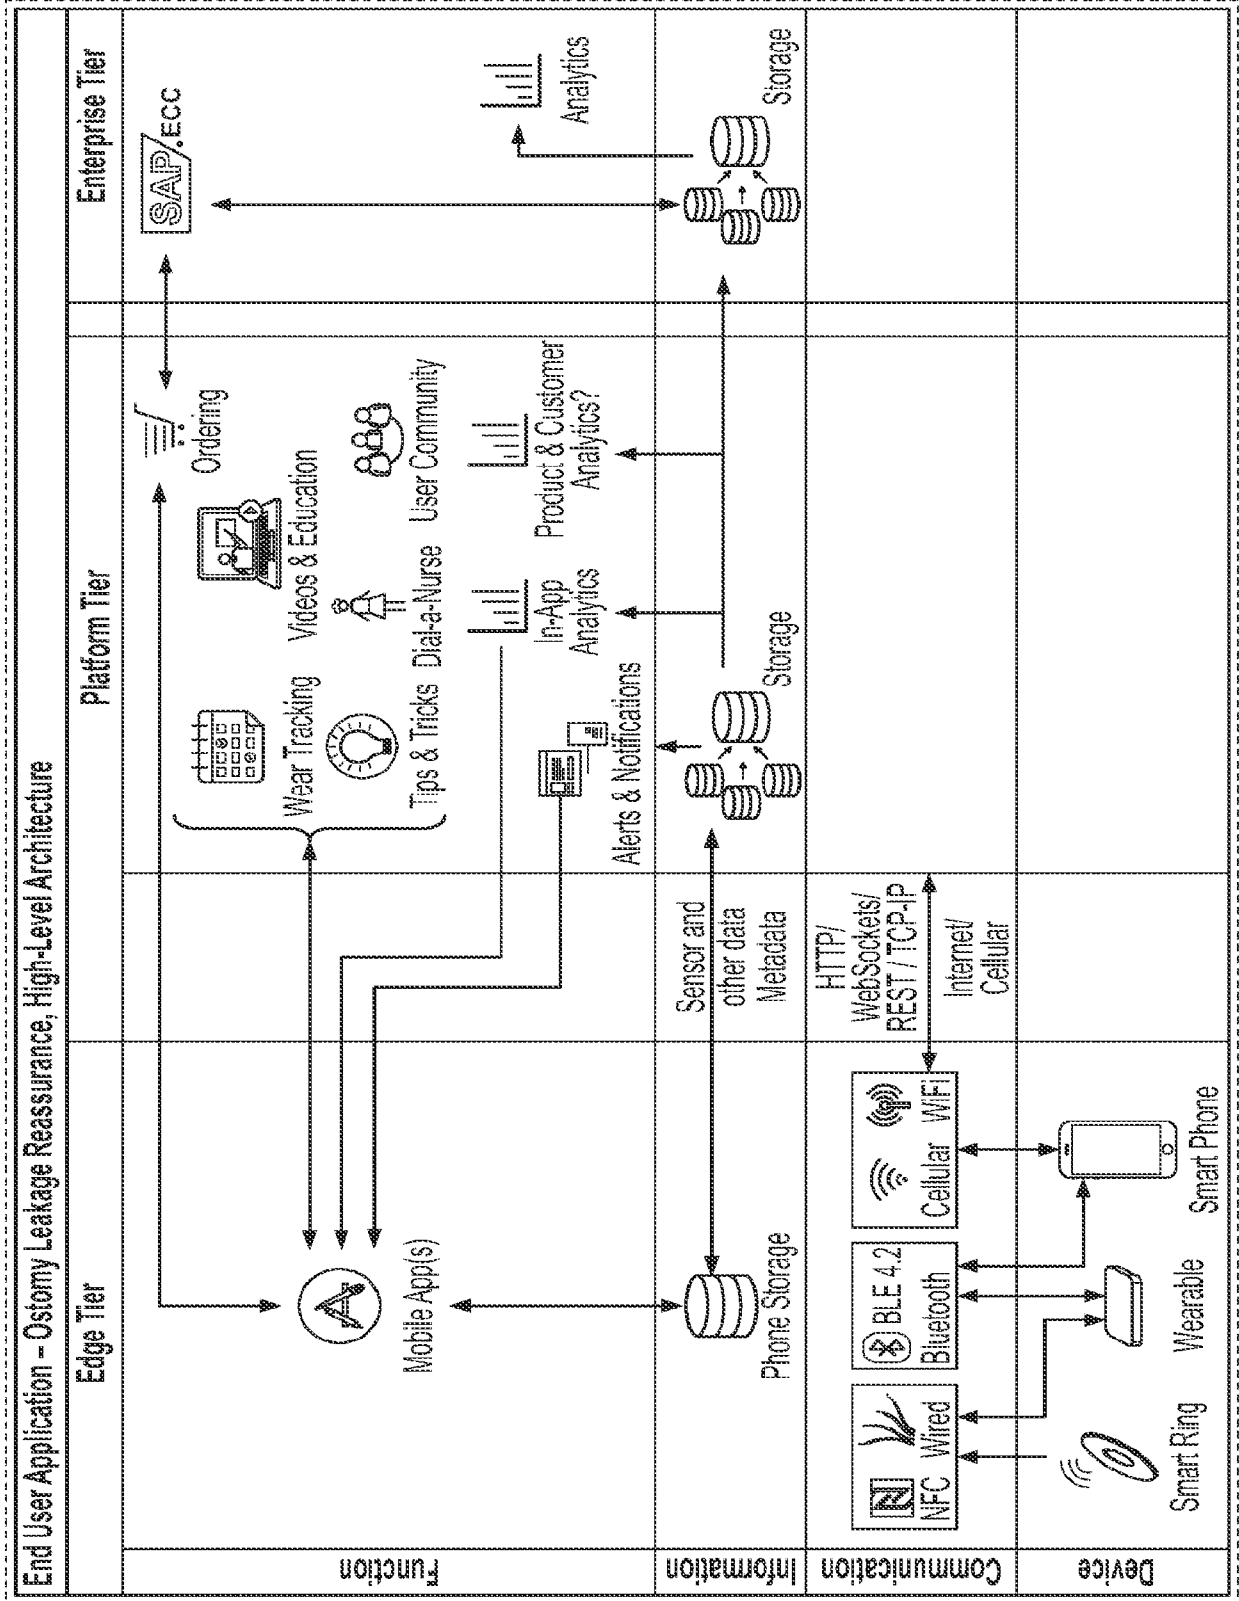 End User Application – Ostomy Leakage Reassurance, High-Level Architecture
Edge Tier
Platform Tier
Enterprise Tier
Function
Mobile App(s)
Wear Tracking
Videos & Education
Ordering
SAP.ECC
Tips & Tricks
Dial-a-Nurse
User Community
Alerts & Notifications
In-App
Analytics
Product & Customer
Analytics?
Analytics
Information
Phone Storage
Sensor and
other data
Metadata
Storage
Storage
Communication
NFC
Wired
BLE 4.2
Bluetooth
Cellular
WiFi
HTTP/
WebSockets/
REST / TCP-IP
Internet/
Cellular
Device
Smart Ring
Wearable
Smart Phone